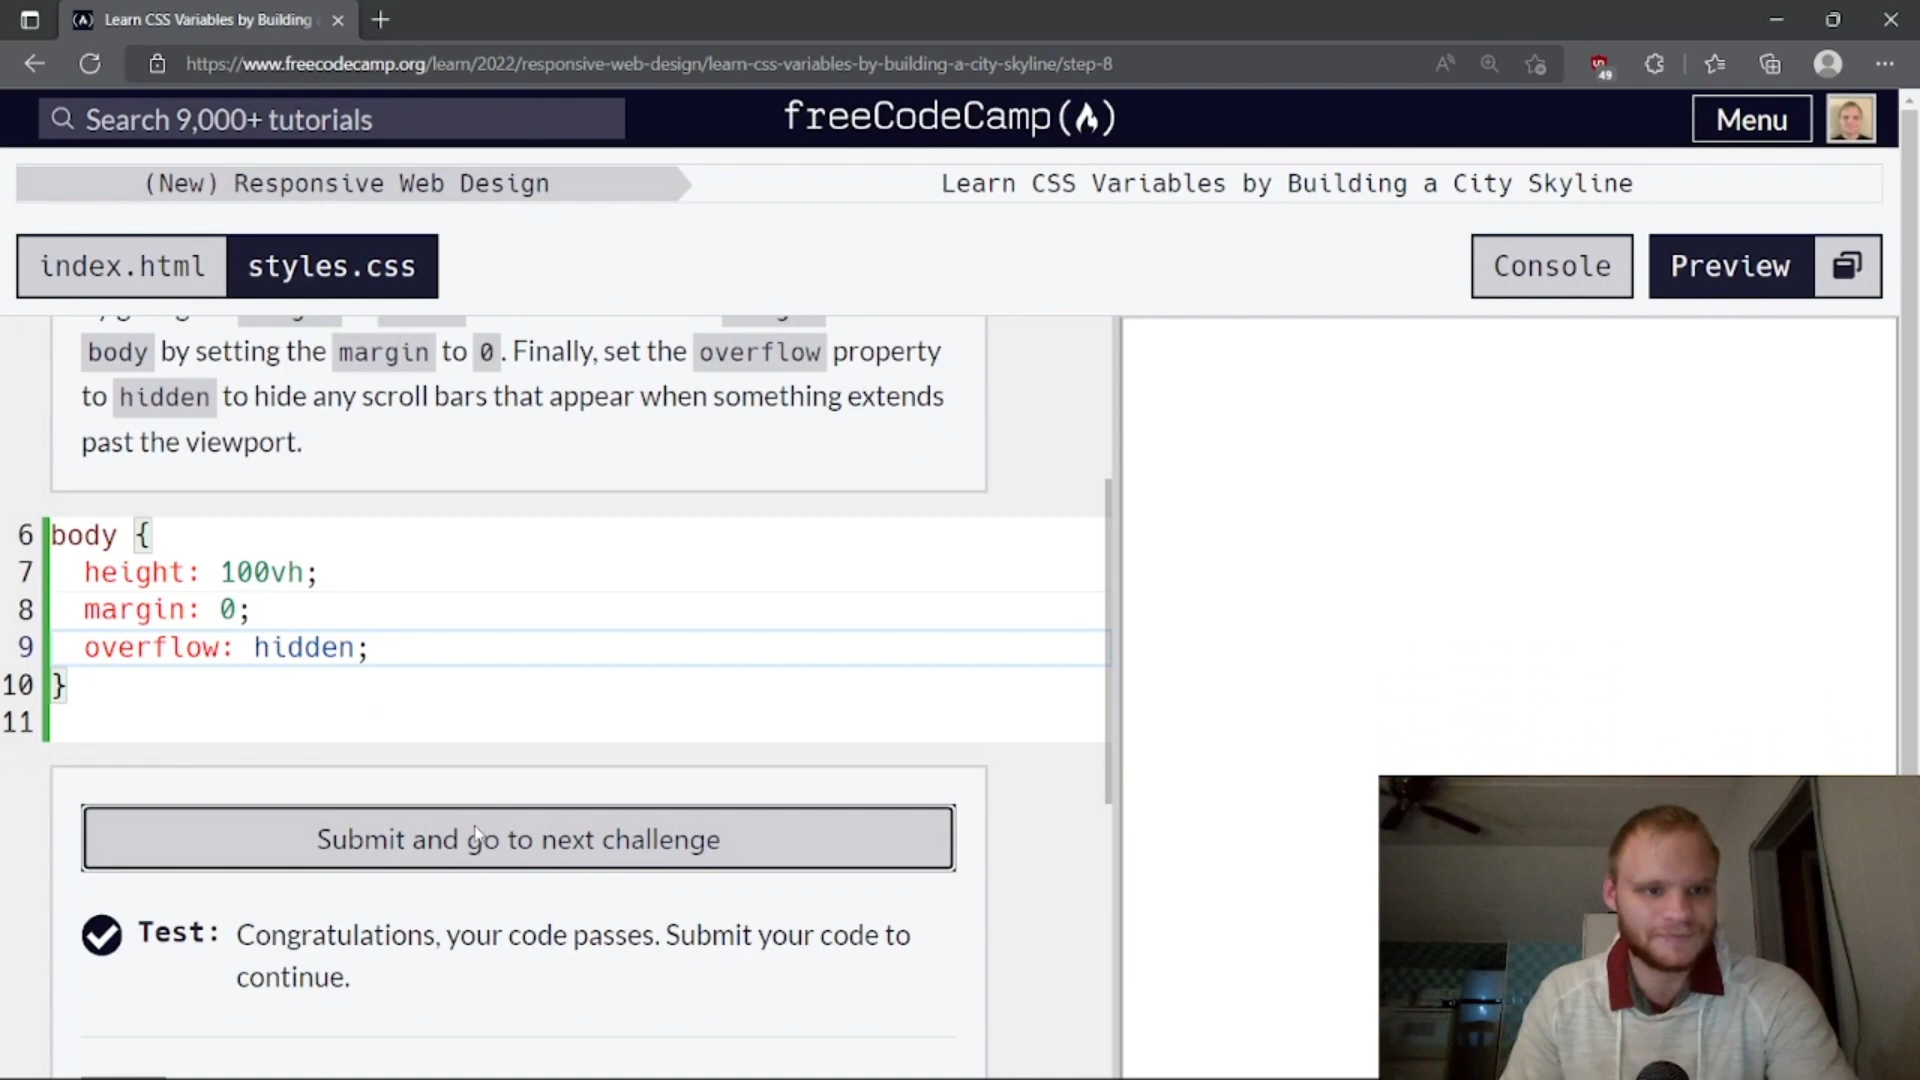 Learn CSS Variables by Building
https://www.freecodecamp.org/learn/2022/responsive-web-design/learn-css-variables-by-building-a-city-skyline/step-8
49
Search 9,000+ tutorials
freeCodeCamp(
)
Menu
(New) Responsive Web Design
Learn CSS Variables by Building a City Skyline
index.html
styles.css
Console
Preview
body by setting the margin to 0. Finally, set the overflow property
to hidden to hide any scroll bars that appear when something extends
past the viewport.
6 body {
7 height: 100vh;
8 margin: 0;
9 overflow: hidden;
10 }
11
Submit and go to next challenge
Test: Congratulations, your code passes. Submit your code to
continue.